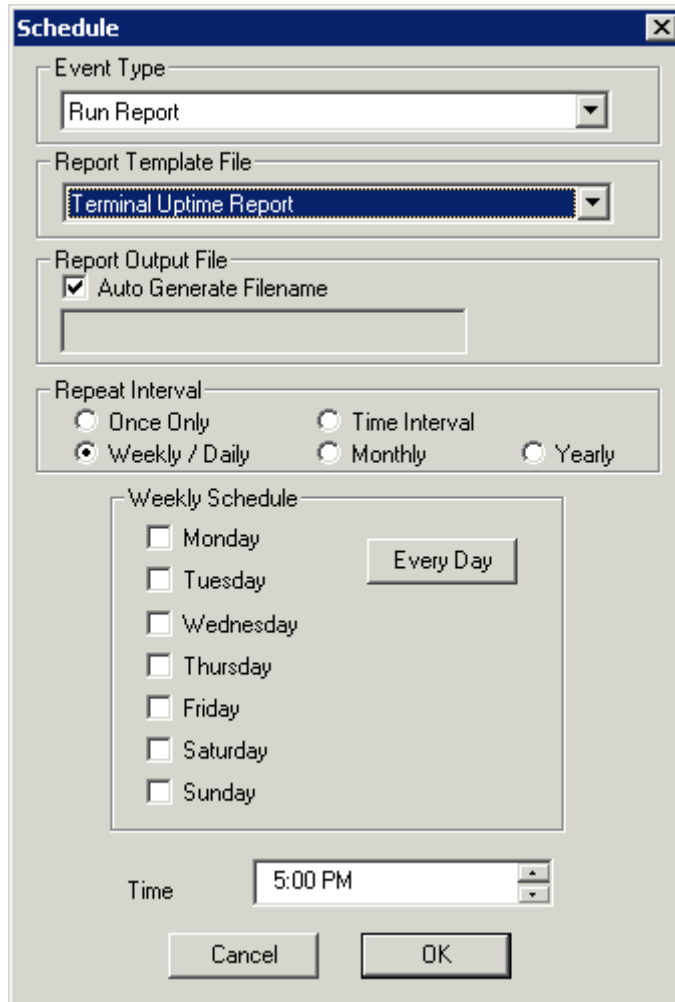 Schedule
Event Type
Run Report
Report Template File
Terminal Uptime Report
Report Output File
Auto Generate Filename
Repeat Interval
Once Only Time Interval
Weekly / Daily Monthly Yearly
Weekly Schedule
Monday
Every Day
Tuesday
Wednesday
Thursday
Friday
Saturday
Sunday
Time 5:00 PM
Cancel OK